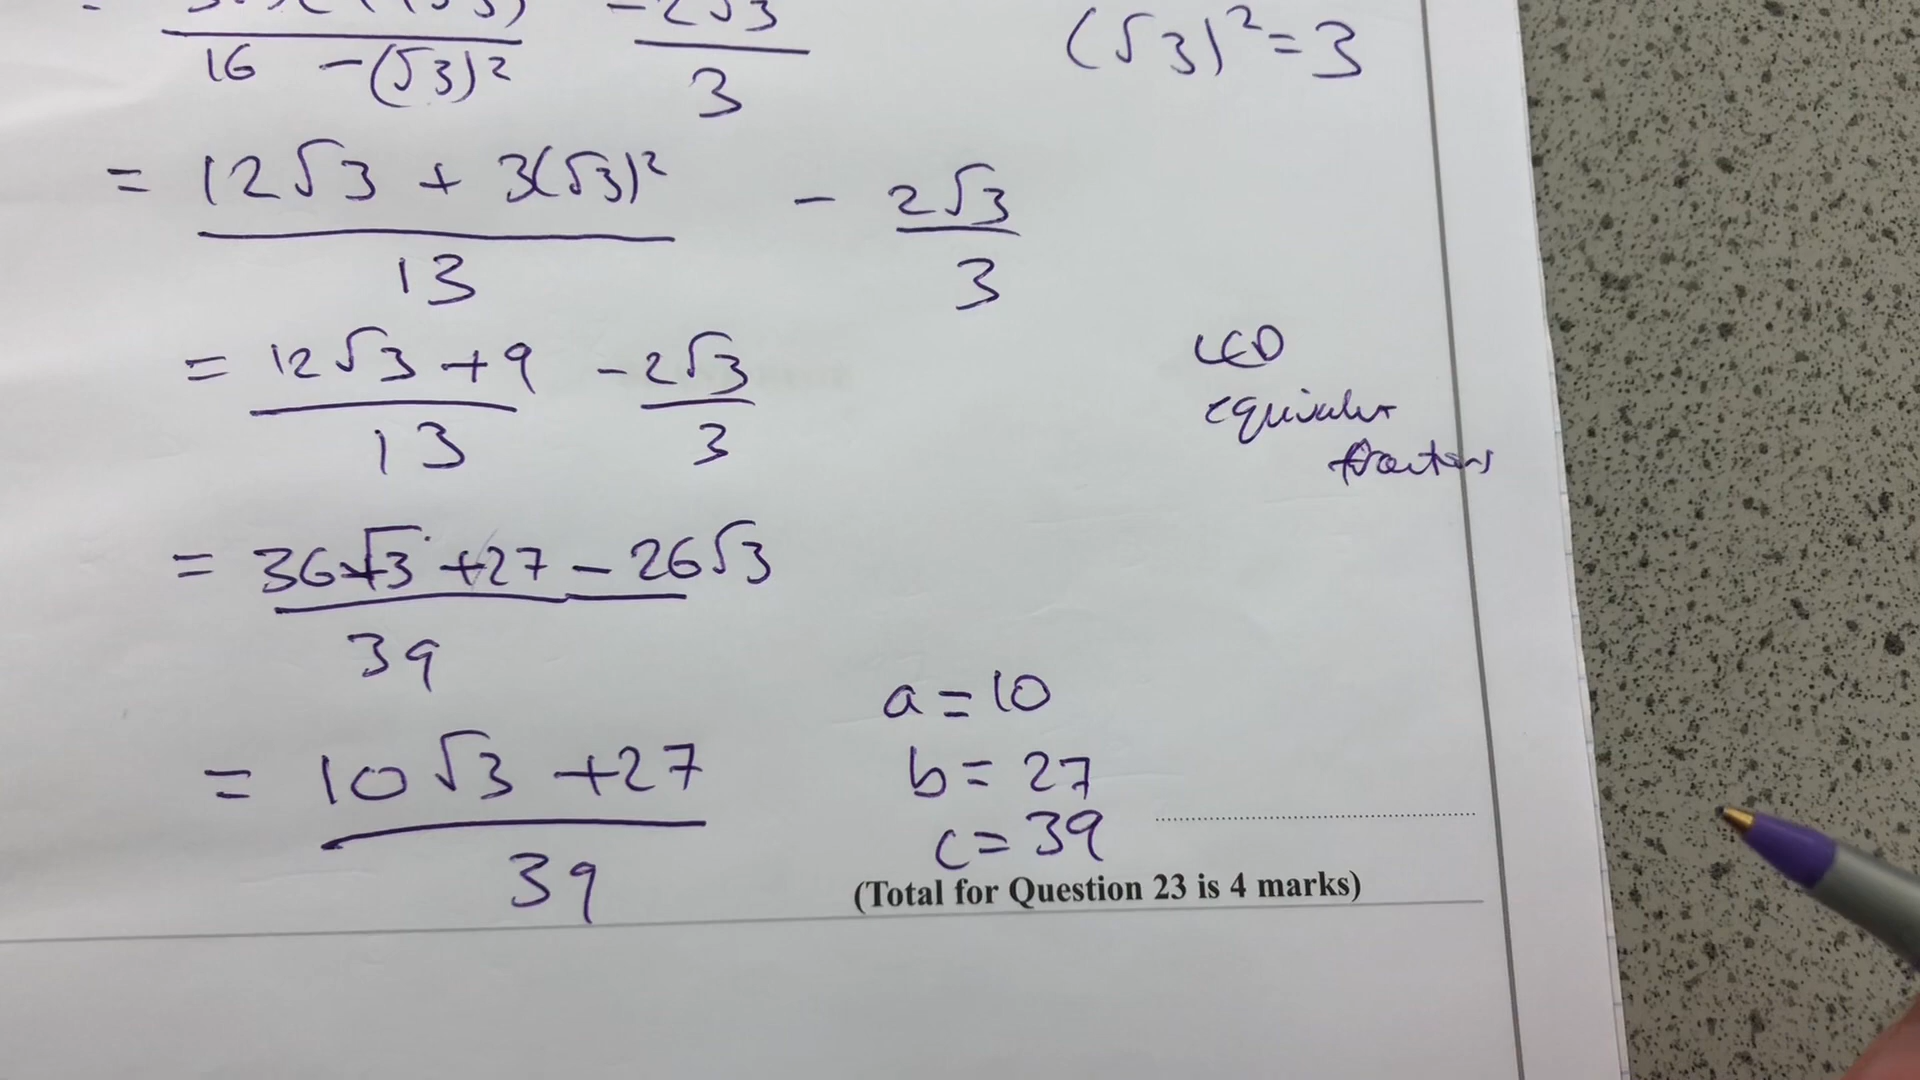 16 -(√3)² 3
(√3)² = 3
= 12√3 + 3(√3)² - 2√3
13 3
= 12√3 + 9 - 2√3
13 3
LCD
equivalent
fractions
= 36√3 + 27 - 26√3
39
= 10√3 + 27
39
a = 10
b = 27
c = 39
(Total for Question 23 is 4 marks)